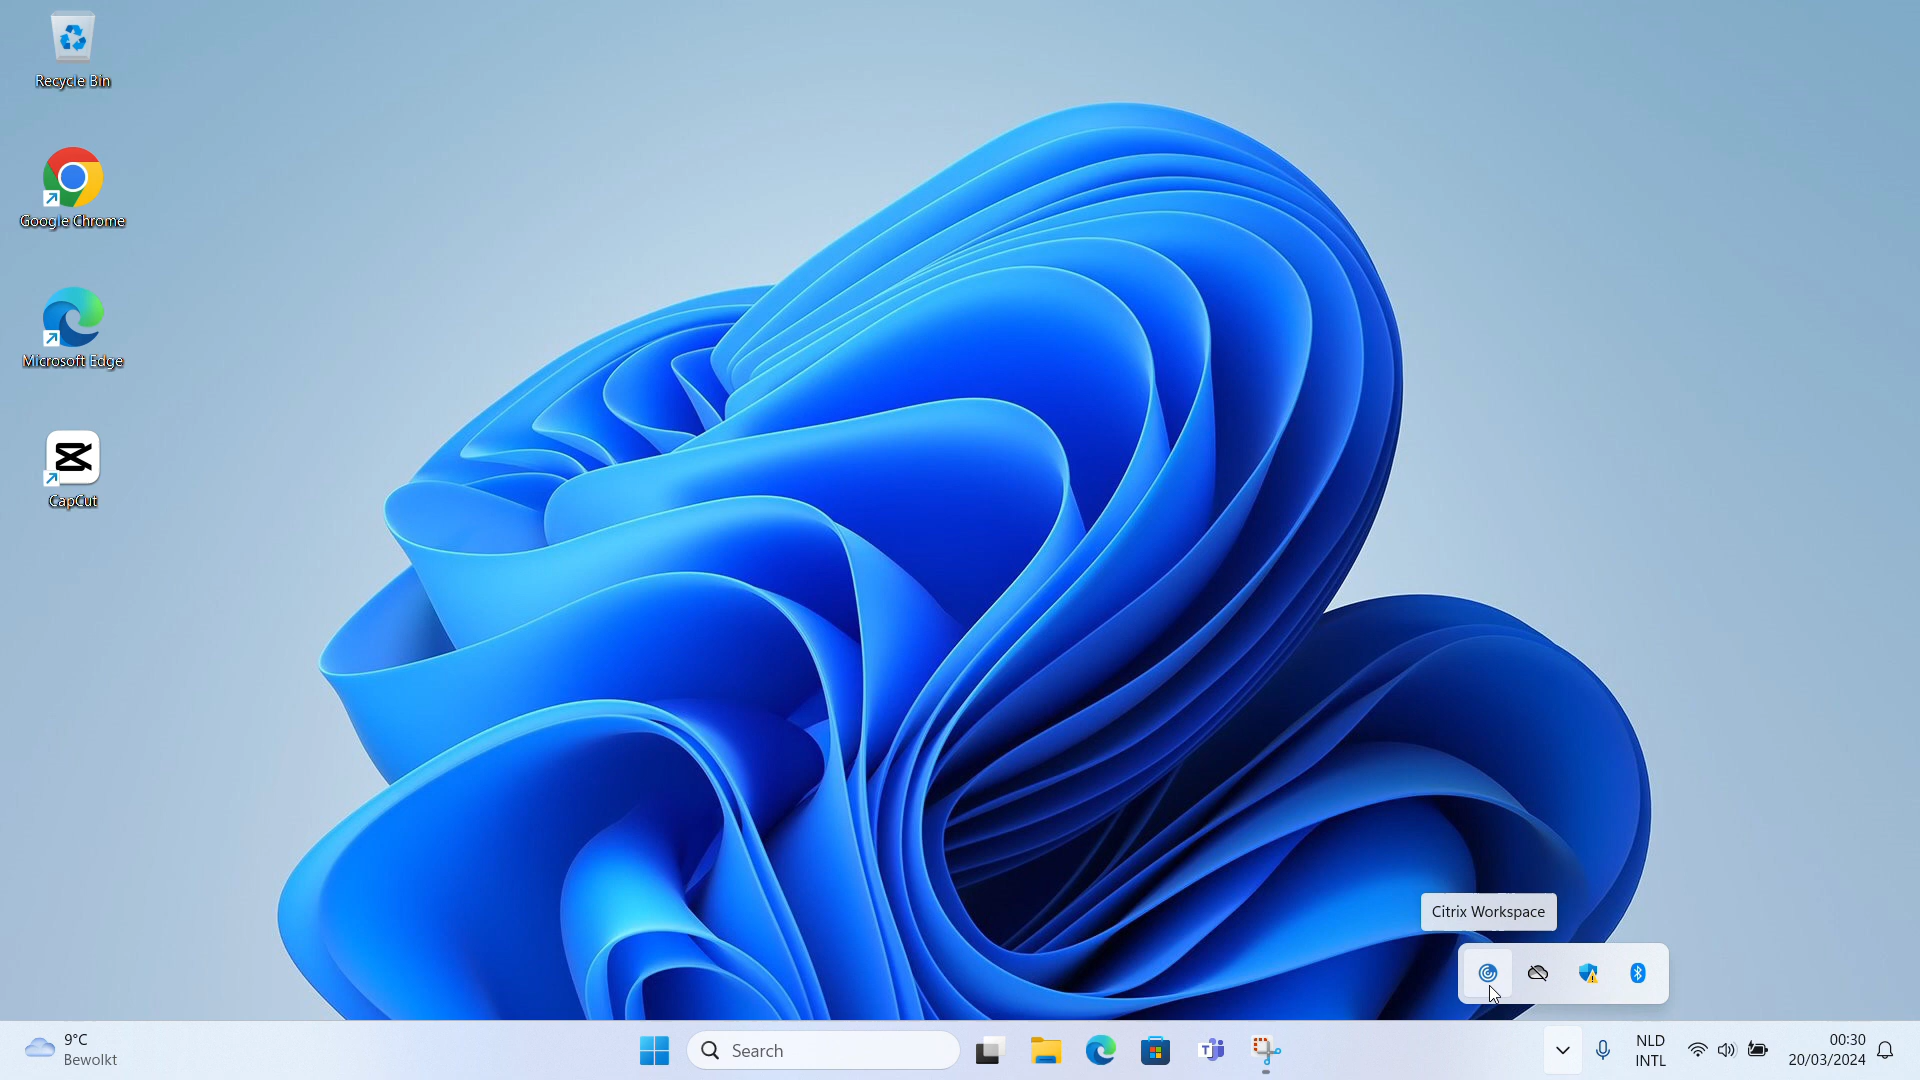 Recycle Bin
Google Chrome
Microsoft Edge
CapCut
Citrix Workspace
9°C
Bewolkt
Search
NLD
INTL
00:30
20/03/2024